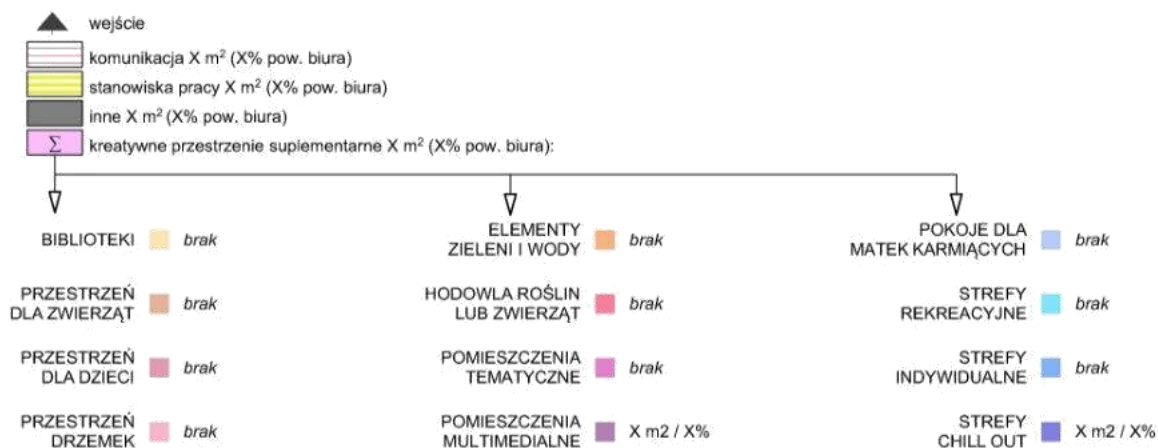 wejście
komunikacja X m² (X% pow. biura)
stanowiska pracy X m² (X% pow. biura)
inne X m² (X% pow. biura)
Σ kreatywne przestrzenie suplementarne X m² (X% pow. biura):
BIBLIOTEKI brak
ELEMENTY
ZIELENI I WODY brak
POKOJE DLA
MATEK KARMIĄCYCH brak
PRZESTRZEŃ
DLA ZWIERZĄT brak
HODOWLA ROŚLIN
LUB ZWIERZĄT brak
STREFY
REKREACYJNE brak
PRZESTRZEŃ
DLA DZIECI brak
POMIESZCZENIA
TEMATYCZNE brak
STREFY
INDYWIDUALNE brak
PRZESTRZEŃ
DRZEMEK brak
POMIESZCZENIA
MULTIMEDIALNE X m2 / X%
STREFY
CHILL OUT X m2 / X%